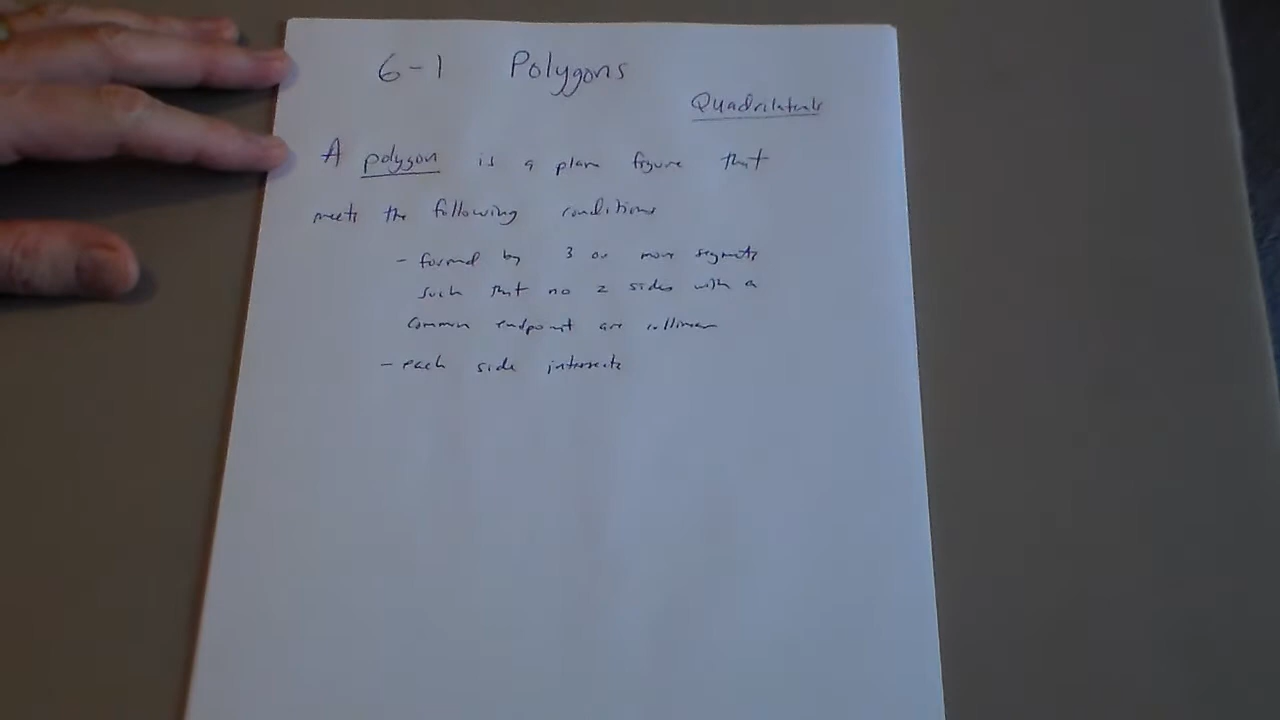 6-1 Polygons
Quadrilaterals
A polygon is a plane figure that
meets the following conditions
- formed by 3 or more segments
such that no 2 sides with a
common endpoint are collinear
- each side intersects